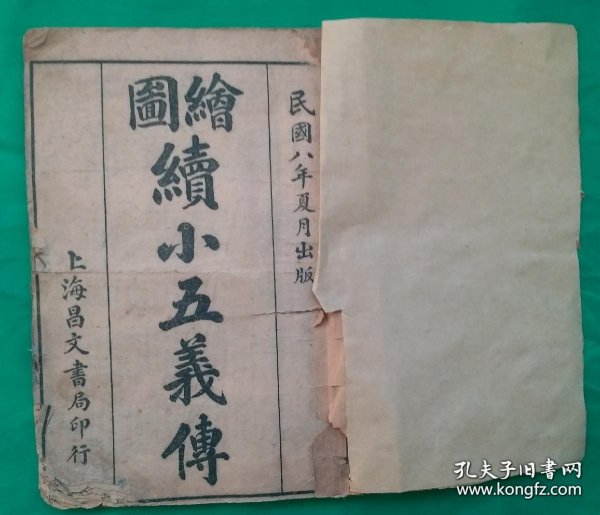 民國八年夏月出版
繪圖
續小五義傳
上海昌文書局印行
孔夫子旧书网
www.kongfz.com